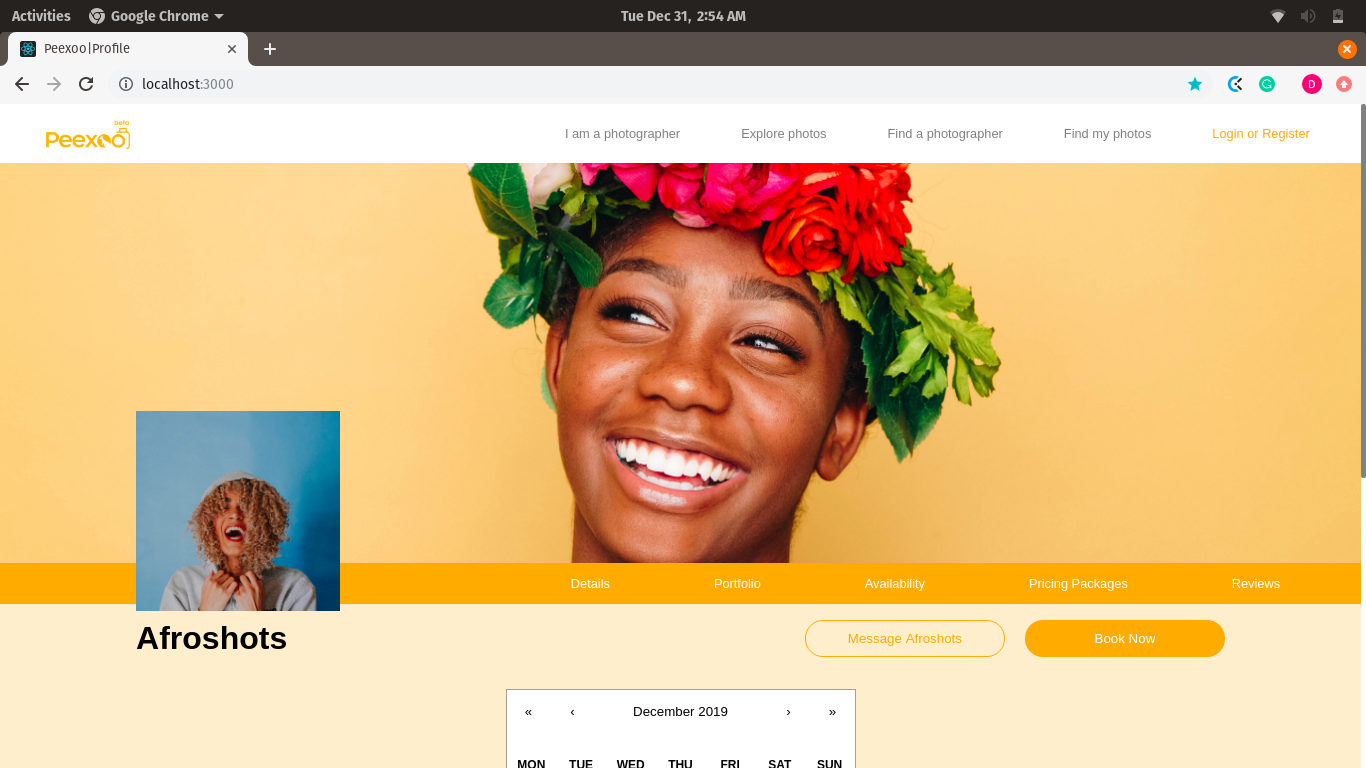 Activities Google Chrome Tue Dec 31, 2:54 AM
Peexoo|Profile
localhost:3000 D
beta
Peexoo I am a photographer Explore photos Find a photographer Find my photos Login or Register
Details Portfolio Availability Pricing Packages Reviews
Afroshots Message Afroshots Book Now
« ‹ December 2019 › »
MON TUE WED THU FRI SAT SUN